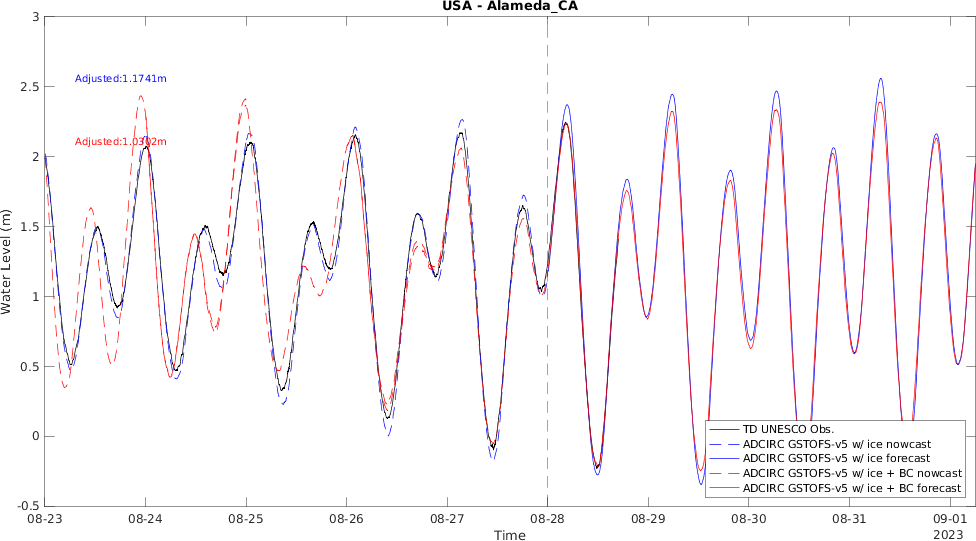 USA - Alameda_CA
3
2.5
2
1.5
1
0.5
0
-0.5
Water Level (m)
Adjusted:1.1741m
Adjusted:1.0302m
TD UNESCO Obs.
ADCIRC GSTOFS-v5 w/ ice nowcast
ADCIRC GSTOFS-v5 w/ ice forecast
ADCIRC GSTOFS-v5 w/ ice + BC nowcast
ADCIRC GSTOFS-v5 w/ ice + BC forecast
08-23 08-24 08-25 08-26 08-27 08-28 08-29 08-30 08-31 09-01
Time
2023